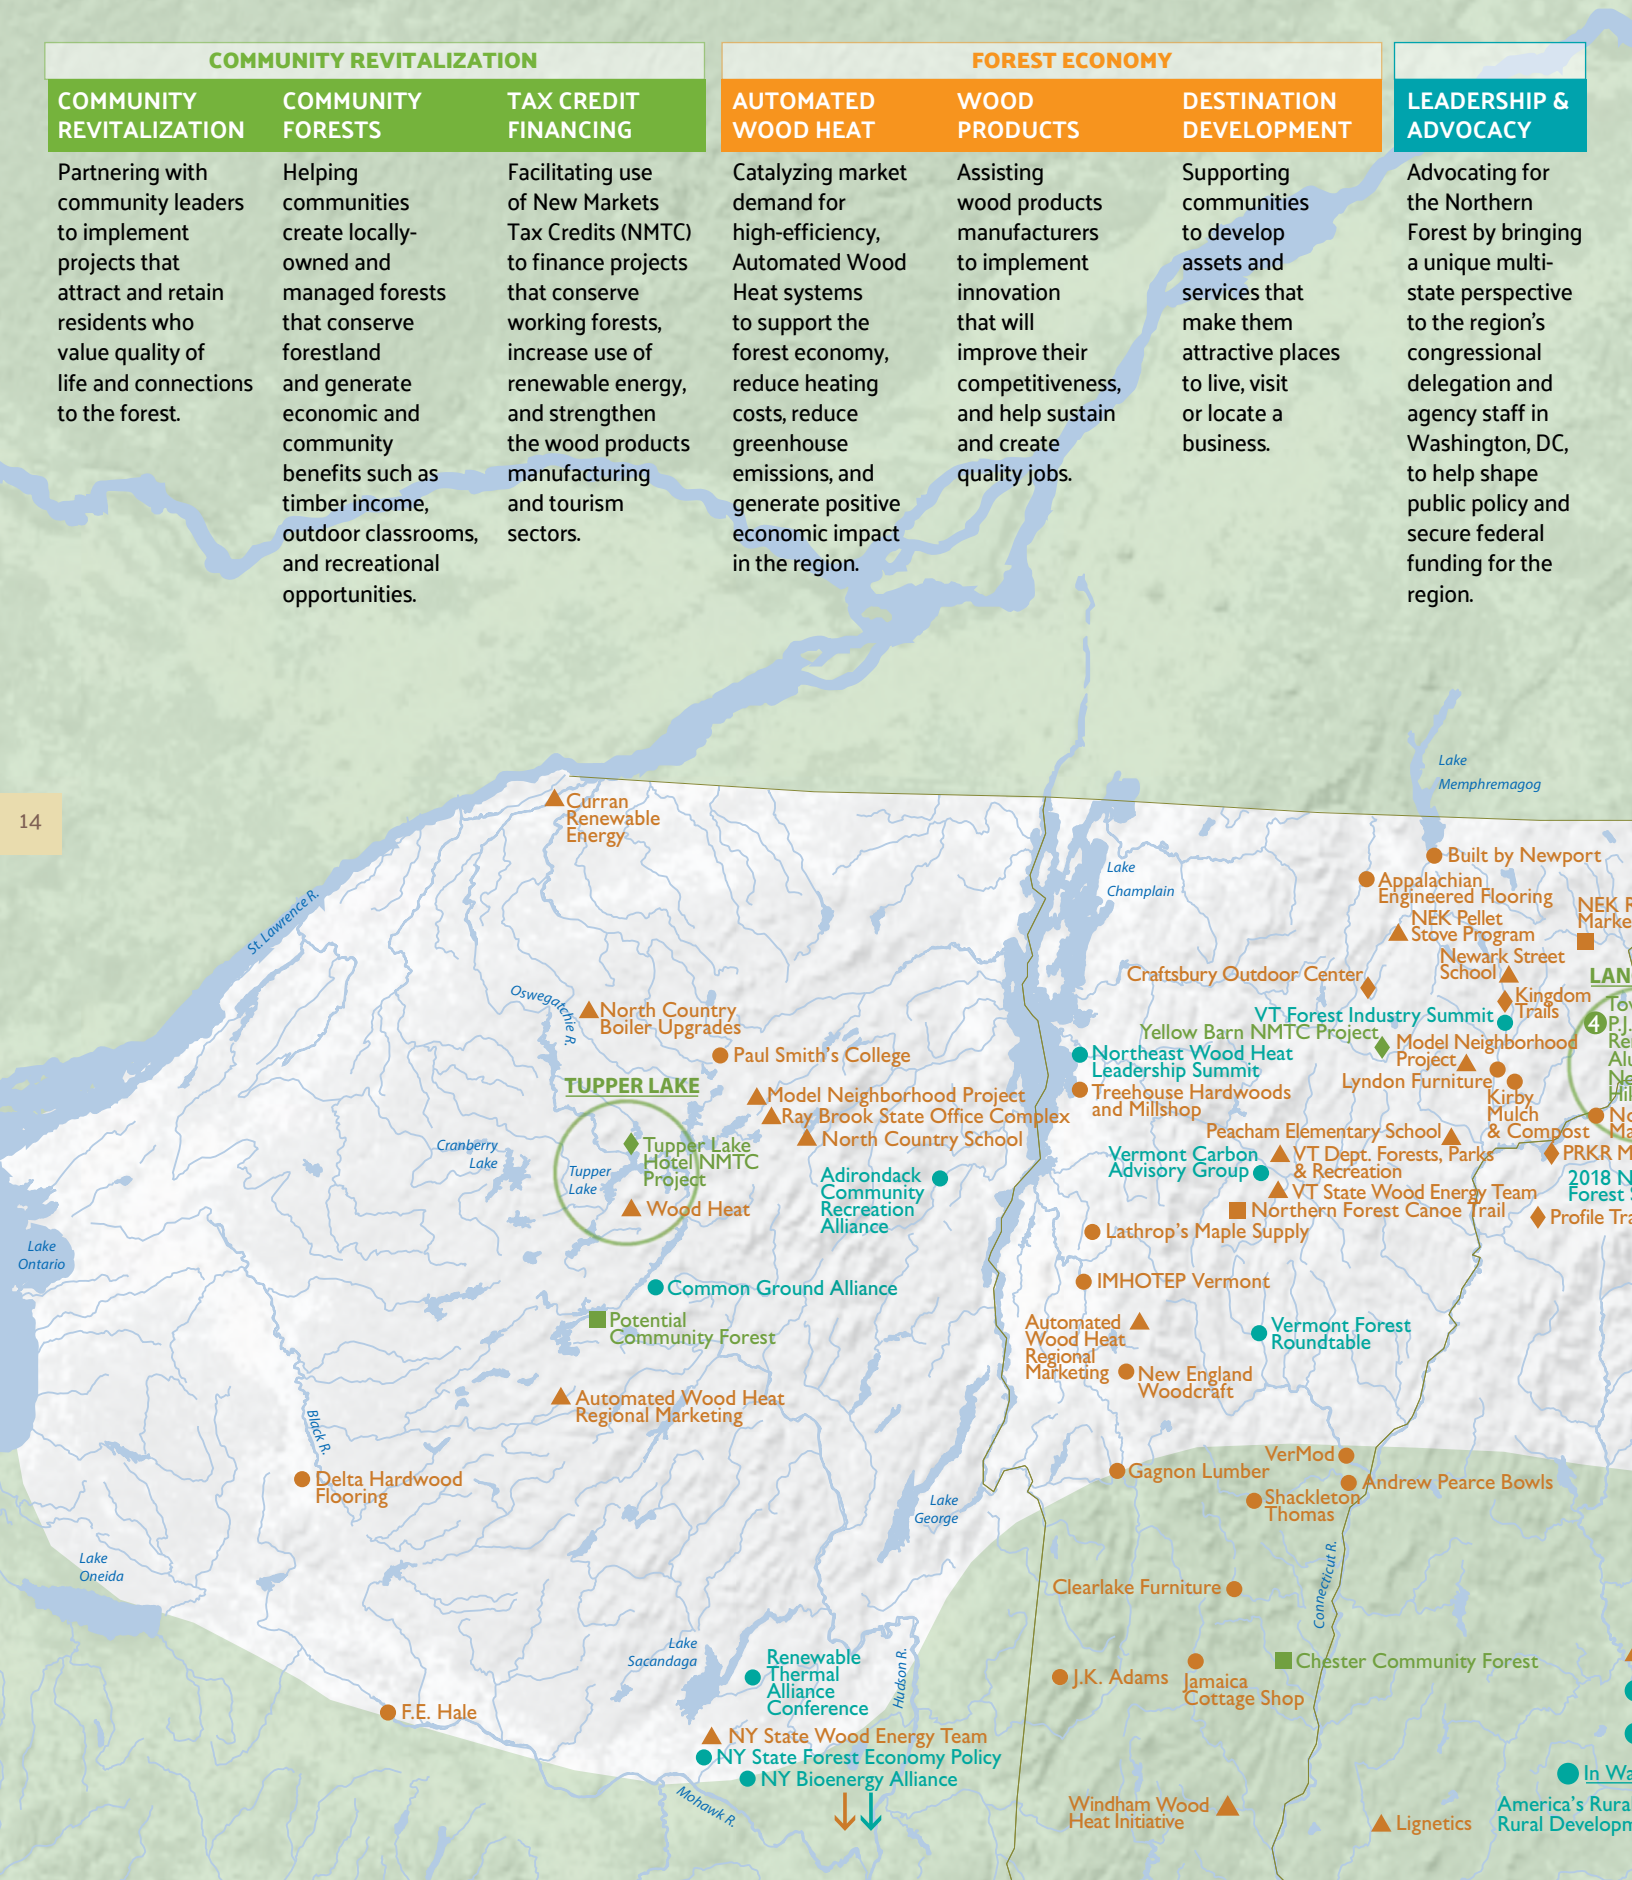 COMMUNITY REVITALIZATION
FOREST ECONOMY
COMMUNITY
REVITALIZATION
Partnering with
community leaders
to implement
projects that
attract and retain
residents who
value quality of
life and connections
to the forest.
COMMUNITY
FORESTS
Helping
communities
create locally-
owned and
managed forests
that conserve
forestland
and generate
economic and
community
benefits such as
timber income,
outdoor classrooms,
and recreational
opportunities.
TAX CREDIT
FINANCING
Facilitating use
of New Markets
Tax Credits (NMTC)
to finance projects
that conserve
working forests,
increase use of
renewable energy,
and strengthen
the wood products
manufacturing
and tourism
sectors.
AUTOMATED
WOOD HEAT
Catalyzing market
demand for
high-efficiency,
Automated Wood
Heat systems
to support the
forest economy,
reduce heating
costs, reduce
greenhouse
emissions, and
generate positive
economic impact
in the region.
WOOD
PRODUCTS
Assisting
wood products
manufacturers
to implement
innovation
that will
improve their
competitiveness,
and help sustain
and create
quality jobs.
DESTINATION
DEVELOPMENT
Supporting
communities
to develop
assets and
services that
make them
attractive places
to live, visit
or locate a
business.
LEADERSHIP &
ADVOCACY
Advocating for
the Northern
Forest by bringing
a unique multi-
state perspective
to the region's
congressional
delegation and
agency staff in
Washington, DC,
to help shape
public policy and
secure federal
funding for the
region.
14
Lake
Memphremagog
Curran
Renewable
Energy
Built by Newport
Lake
Champlain
Appalachian
Engineered Flooring
St. Lawrence R.
NEK Pellet
Stove Program
NEK
Newark Street
School
Craftsbury Outdoor Center
Oswegatchie R.
North Country
Boiler Upgrades
Kingdom
Trails
VT Forest Industry Summit
4
P.J.
Yellow Barn NMTC Project
Model Neighborhood
Project
Paul Smith's College
Northeast Wood Heat
Leadership Summit
Lyndon Furniture
TUPPER LAKE
Model Neighborhood Project
Treehouse Hardwoods
and Millshop
Kirby
Mulch
& Compost
Ray Brook State Office Complex
North Country School
Peacham Elementary School
Cranberry
Lake
Tupper Lake
Hotel NMTC
Project
Tupper
Lake
Vermont Carbon
Advisory Group
VT Dept. Forests, Parks
& Recreation
PRKR
Adirondack
Community
Recreation
Alliance
2018
Forest
VT State Wood Energy Team
Wood Heat
Northern Forest Canoe Trail
Profile
Lathrop's Maple Supply
Lake
Ontario
Common Ground Alliance
IMHOTEP Vermont
Potential
Community Forest
Automated
Wood Heat
Regional
Marketing
Vermont Forest
Roundtable
New England
Woodcraft
Automated Wood Heat
Regional Marketing
Black R.
VerMod
Delta Hardwood
Flooring
Gagnon Lumber
Andrew Pearce Bowls
Lake
George
Shackleton
Thomas
Lake
Oneida
Connecticut R.
Clearlake Furniture
Lake
Sacandaga
Renewable
Thermal
Alliance
Conference
Hudson R.
Chester Community Forest
J.K. Adams
Jamaica
Cottage Shop
F.E. Hale
NY State Wood Energy Team
NY State Forest Economy Policy
NY Bioenergy Alliance
In
Mohawk R.
Windham Wood
Heat Initiative
America's
Rural
Lignetics